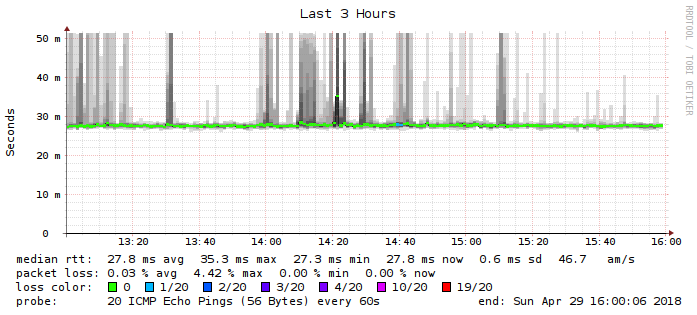 Last 3 Hours
RRDTOOL / TOBI OETIKER
Seconds
50 m
40 m
30 m
20 m
10 m
0
13:20 13:40 14:00 14:20 14:40 15:00 15:20 15:40 16:00
median rtt: 27.8 ms avg 35.3 ms max 27.3 ms min 27.8 ms now 0.6 ms sd 46.7 am/s
packet loss: 0.03 % avg 4.42 % max 0.00 % min 0.00 % now
loss color: 0 1/20 2/20 3/20 4/20 10/20 19/20
probe: 20 ICMP Echo Pings (56 Bytes) every 60s end: Sun Apr 29 16:00:06 2018